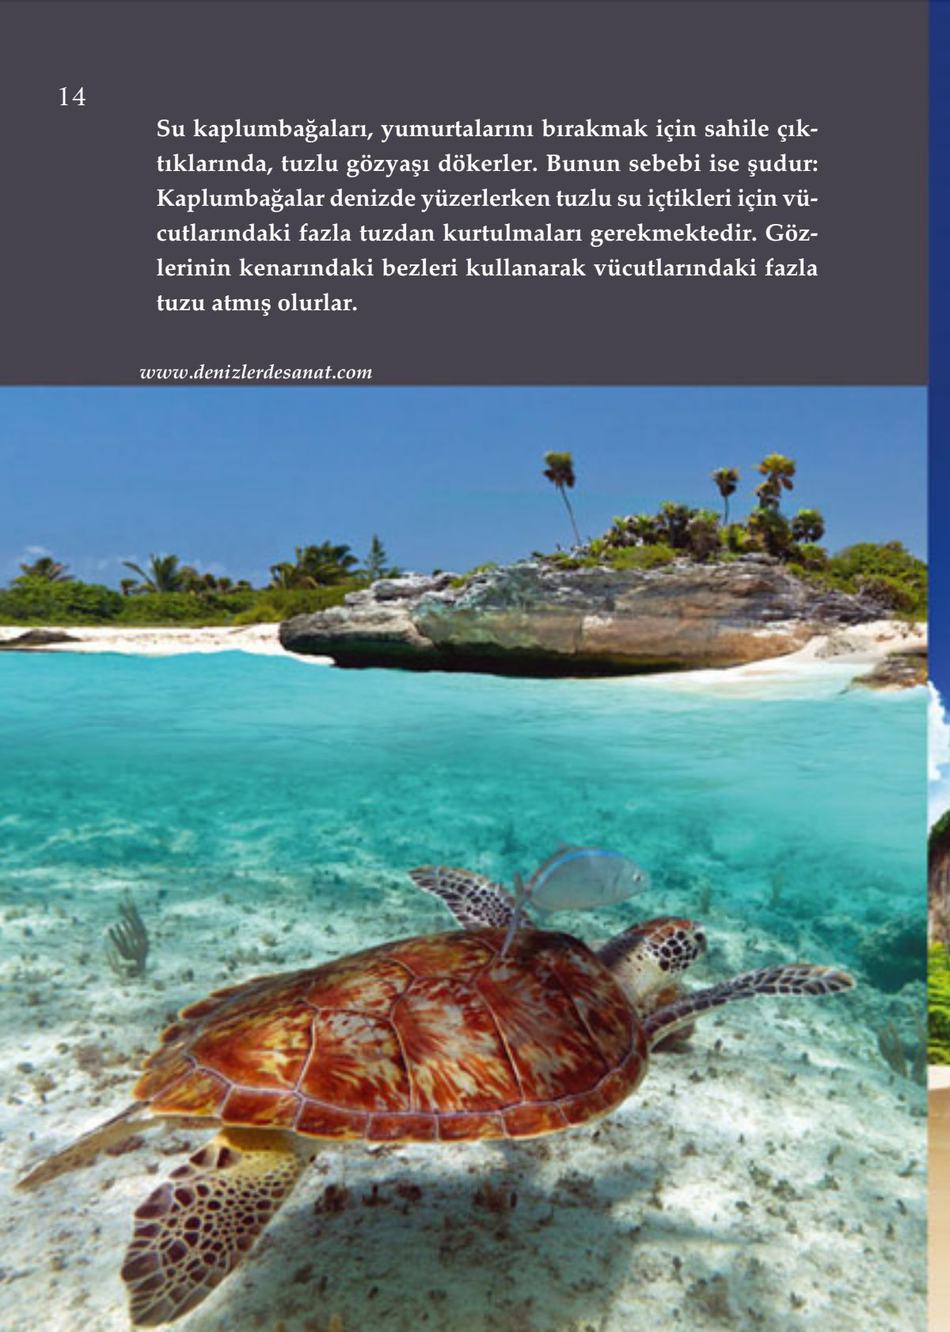 14
Su kaplumbağaları, yumurtalarını bırakmak için sahile çık-
tıklarında, tuzlu gözyaşı dökerler. Bunun sebebi ise şudur:
Kaplumbağalar denizde yüzerlerken tuzlu su içtikleri için vü-
cutlarındaki fazla tuzdan kurtulmaları gerekmektedir. Göz-
lerinin kenarındaki bezleri kullanarak vücutlarındaki fazla
tuzu atmış olurlar.
www.denizlerdesanat.com